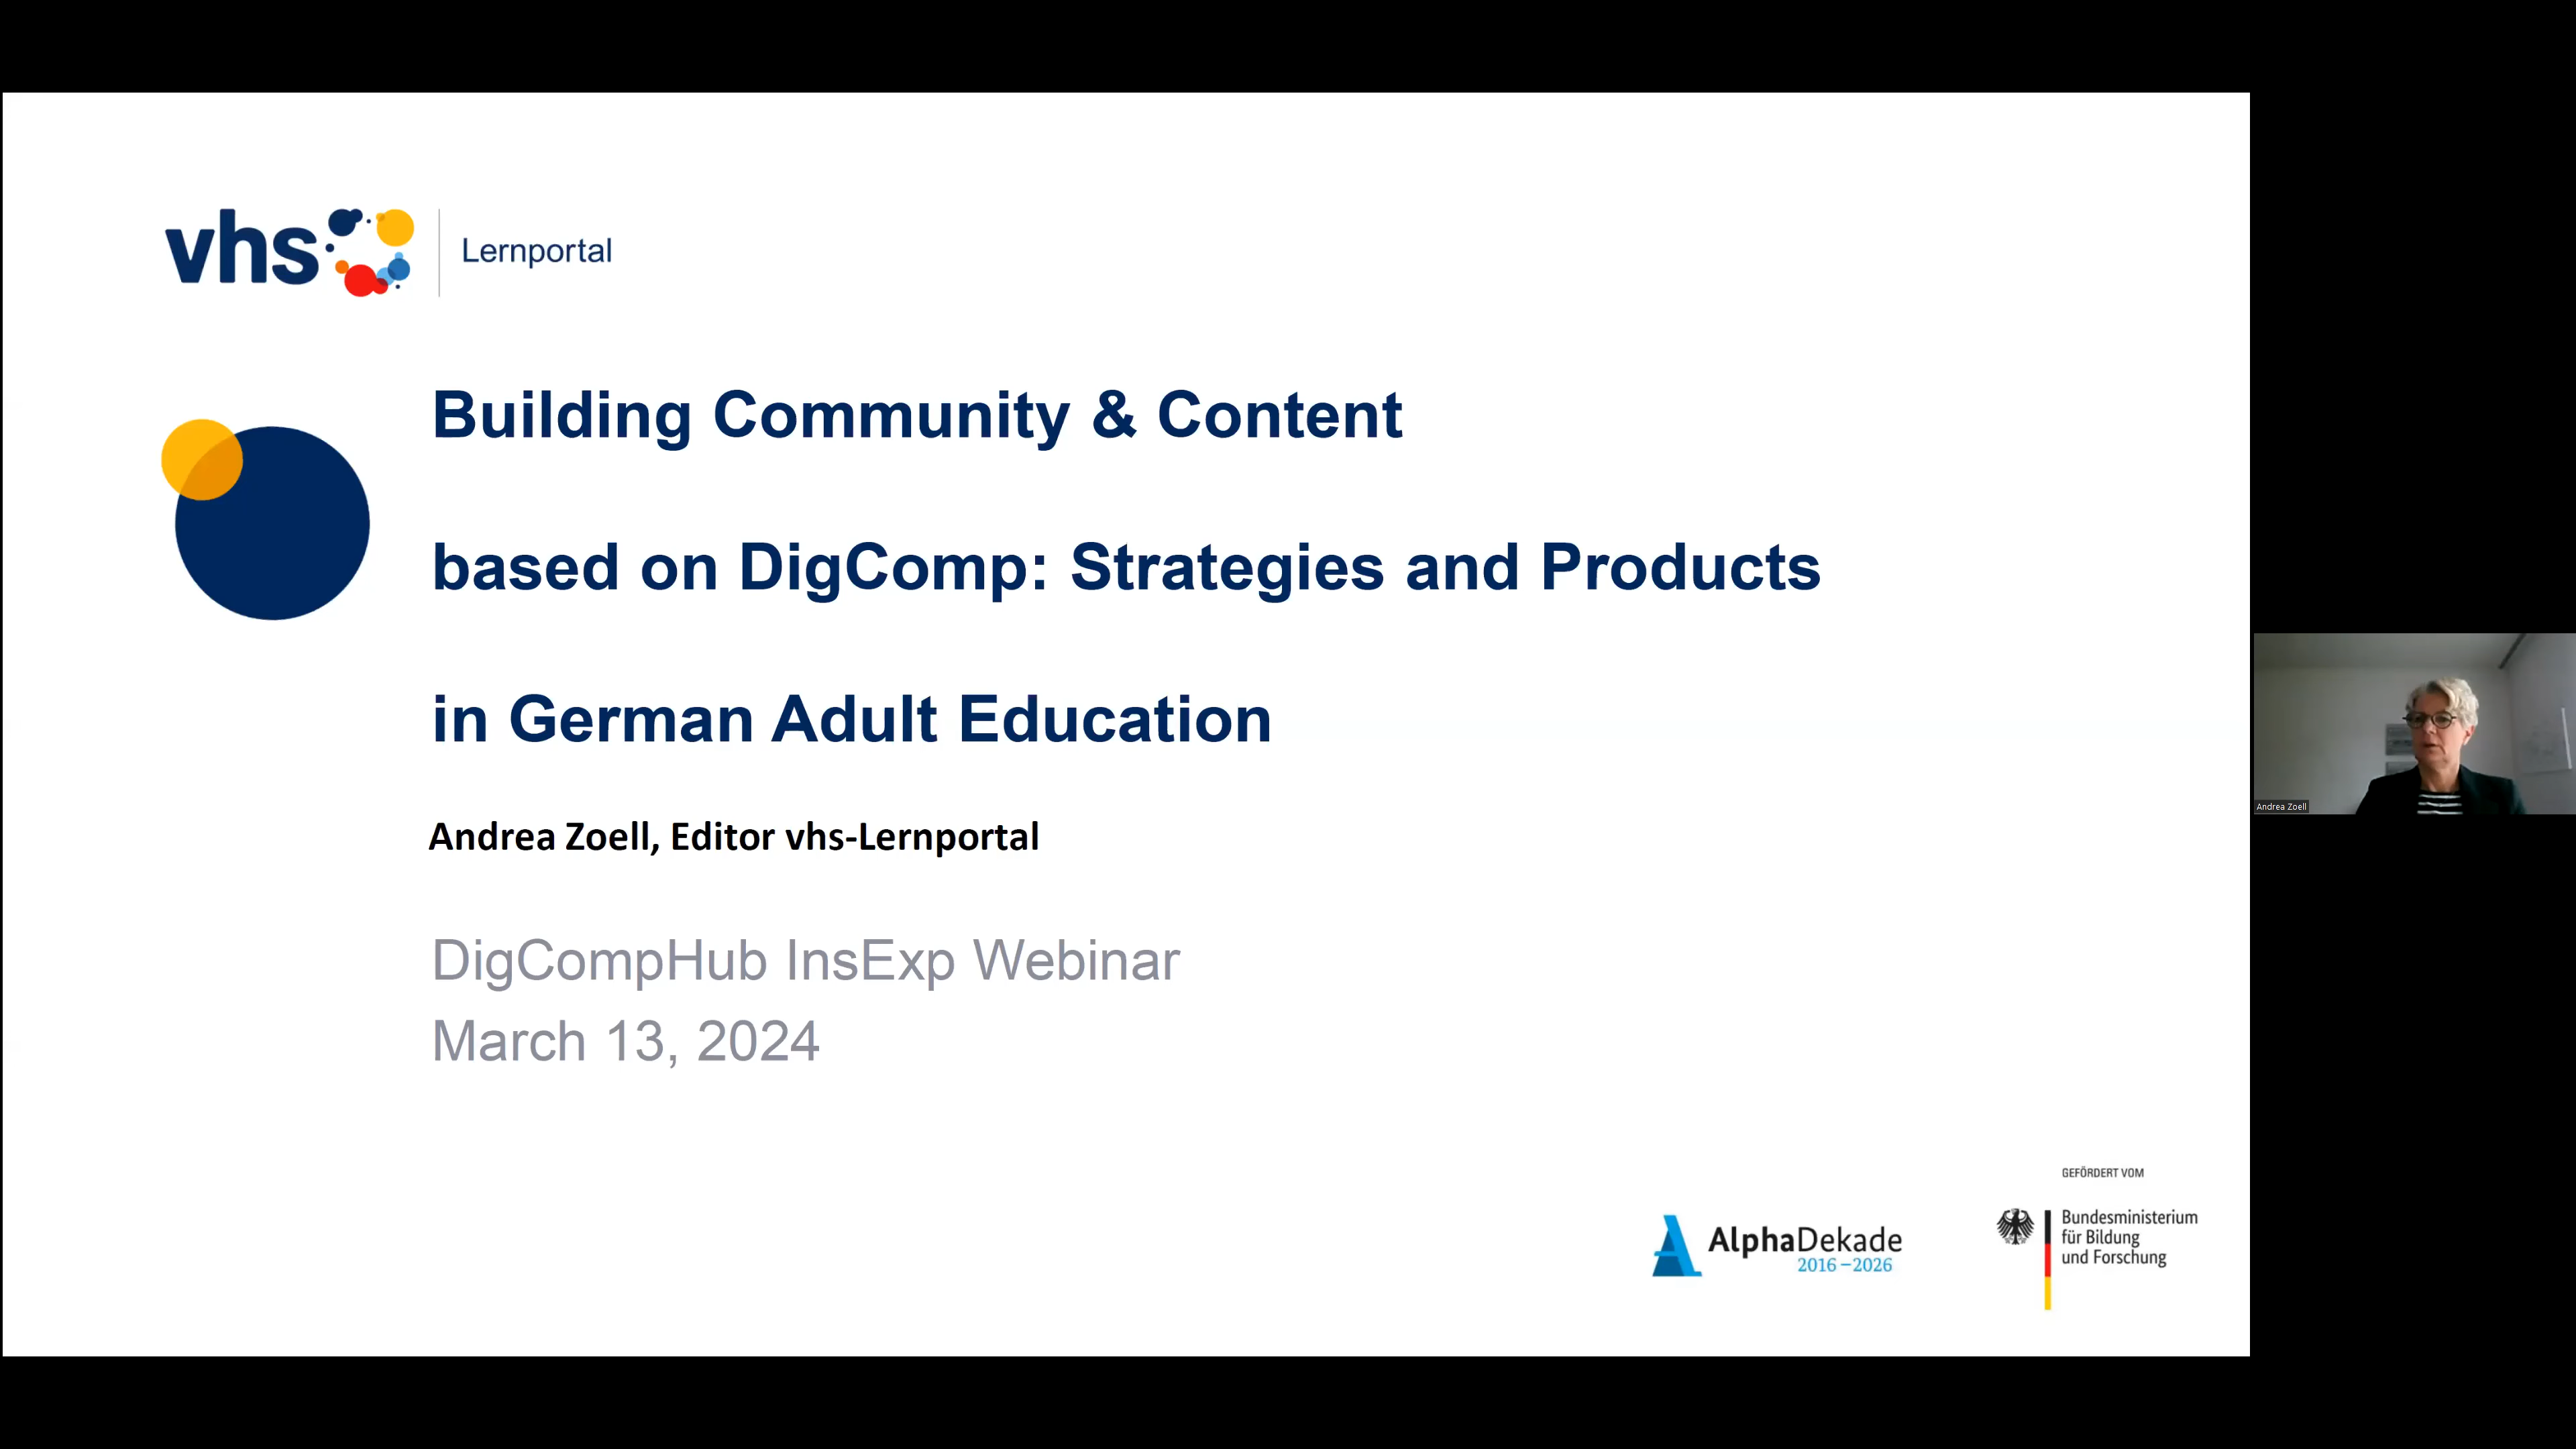 vhs
Lernportal
Building Community & Content
based on DigComp: Strategies and Products
in German Adult Education
Andrea Zoell, Editor vhs-Lernportal
DigCompHub InsExp Webinar
March 13, 2024
Andrea Zoell
AlphaDekade
2016–2026
GEFÖRDERT VOM
Bundesministerium
für Bildung
und Forschung